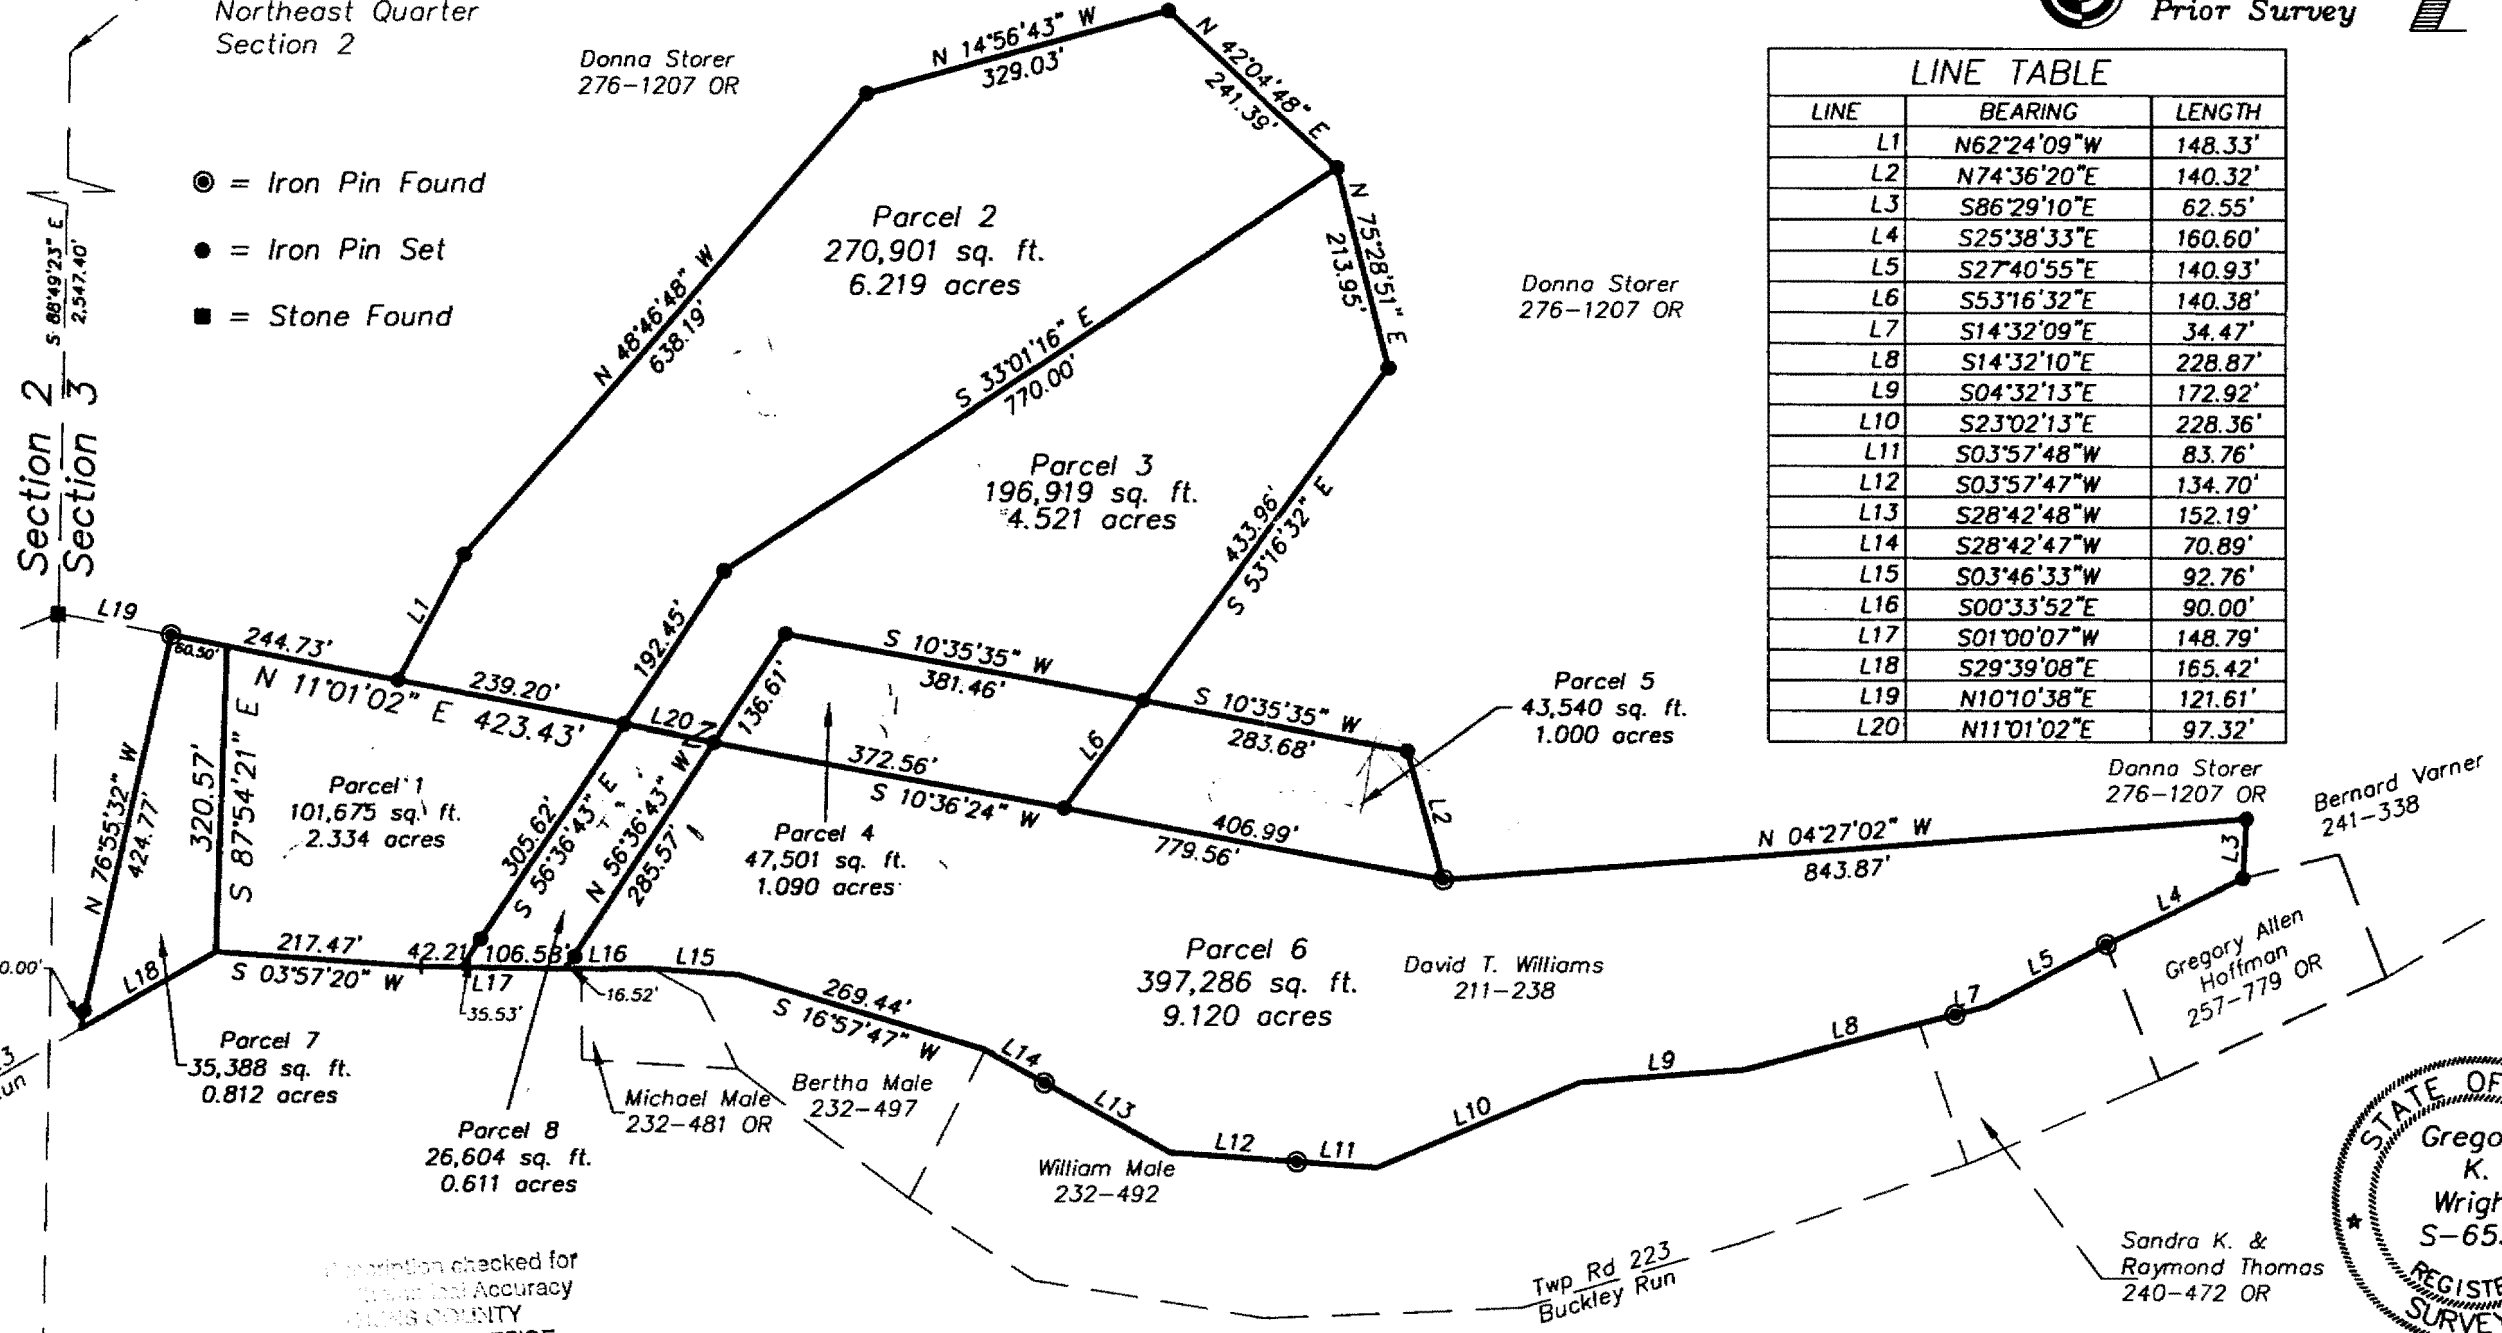 Northeast Quarter
Section 2
Prior Survey
Donna Storer
276-1207 OR
= Iron Pin Found
= Iron Pin Set
= Stone Found
S 88°49'23" E
2,547.40'
Section 2
Section 3
N 14°56'43" W
329.03'
N 42°04'48" E
241.39'
N 75°28'51" E
213.95'
N 48°46'48" W
638.19'
Parcel 2
270,901 sq. ft.
6.219 acres
S 33°01'16" E
770.00'
Donna Storer
276-1207 OR
Parcel 3
196,919 sq. ft.
4.521 acres
433.96'
S 53°16'32" E
LINE TABLE
LINE BEARING LENGTH
L1 N62°24'09"W 148.33'
L2 N74°36'20"E 140.32'
L3 S86°29'10"E 62.55'
L4 S25°38'33"E 160.60'
L5 S27°40'55"E 140.93'
L6 S53°16'32"E 140.38'
L7 S14°32'09"E 34.47'
L8 S14°32'10"E 228.87'
L9 S04°32'13"E 172.92'
L10 S23°02'13"E 228.36'
L11 S03°57'48"W 83.76'
L12 S03°57'47"W 134.70'
L13 S28°42'48"W 152.19'
L14 S28°42'47"W 70.89'
L15 S03°46'33"W 92.76'
L16 S00°33'52"E 90.00'
L17 S01°00'07"W 148.79'
L18 S29°39'08"E 165.42'
L19 N10°10'38"E 121.61'
L20 N11°01'02"E 97.32'
L19
60.50'
244.73'
L1
239.20'
N 11°01'02" E 423.43'
192.45'
L20
136.61'
S 10°35'35" W
381.46'
S 10°35'35" W
283.68'
Parcel 5
43,540 sq. ft.
1.000 acres
L6
L2
372.56'
S 10°36'24" W
406.99'
779.56'
N 76°55'32" W
424.77'
320.57'
S 87°54'21" E
Parcel 1
101,675 sq. ft.
2.334 acres
305.62'
S 56°36'43" E
N 56°36'43" W
285.57'
Parcel 4
47,501 sq. ft.
1.090 acres
N 04°27'02" W
843.87'
Donna Storer
276-1207 OR
Bernard Varner
241-338
L3
L4
L5
L7
L8
L9
L10
L11
L12
L13
L14
L15
L16
L17
L18
0.00'
217.47'
42.21'
106.58'
S 03°57'20" W
35.53'
16.52'
269.44'
S 16°57'47" W
Parcel 6
397,286 sq. ft.
9.120 acres
David T. Williams
211-238
Gregory Allen
Hoffman
257-779 OR
Parcel 7
35,388 sq. ft.
0.812 acres
Parcel 8
26,604 sq. ft.
0.611 acres
Michael Male
232-481 OR
Bertha Male
232-497
William Male
232-492
Twp Rd 223
Buckley Run
Sandra K. &
Raymond Thomas
240-472 OR
STATE OF
Grego
K.
Wrigh
S-65
REGISTE
SURVEY
checked for
Accuracy
COUNTY